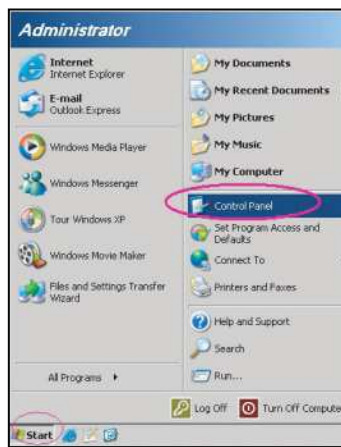 Administrator
Internet
Internet Explorer
E-mail
Outlook Express
Windows Media Player
Windows Messenger
Tour Windows XP
Windows Movie Maker
Files and Settings Transfer
Wizard
All Programs
My Documents
My Recent Documents
My Pictures
My Music
My Computer
Control Panel
Set Program Access and
Defaults
Connect To
Printers and Faxes
Help and Support
Search
Run...
Log Off
Turn Off Compute
Start